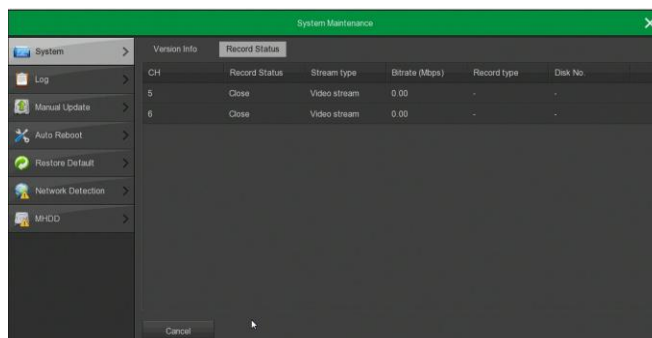 System Maintenance
System
Log
Manual Update
Auto Reboot
Restore Default
Network Detection
MHDD
Version Info Record Status
CH Record Status Stream type Bitrate (Mbps) Record type Disk No.
5 Close Video stream 0.00 - -
6 Close Video stream 0.00 - -
Cancel